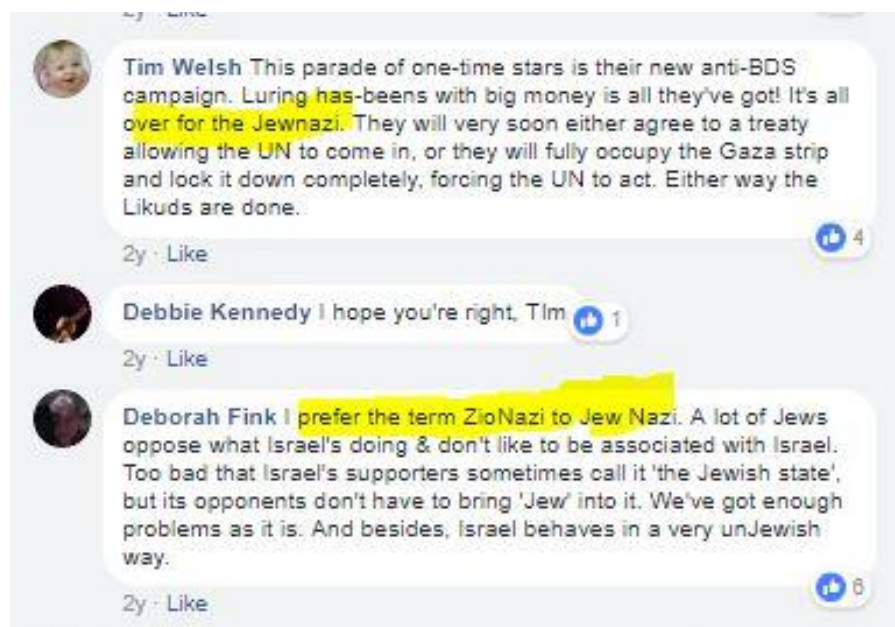 Tim Welsh This parade of one-time stars is their new anti-BDS
campaign. Luring has-beens with big money is all they've got! It's all
over for the Jewnazi. They will very soon either agree to a treaty
allowing the UN to come in, or they will fully occupy the Gaza strip
and lock it down completely, forcing the UN to act. Either way the
Likuds are done.
4
2y · Like
Debbie Kennedy I hope you're right, TIm
1
2y · Like
Deborah Fink I prefer the term ZioNazi to Jew Nazi. A lot of Jews
oppose what Israel's doing & don't like to be associated with Israel.
Too bad that Israel's supporters sometimes call it 'the Jewish state',
but its opponents don't have to bring 'Jew' into it. We've got enough
problems as it is. And besides, Israel behaves in a very unJewish
way.
6
2y · Like